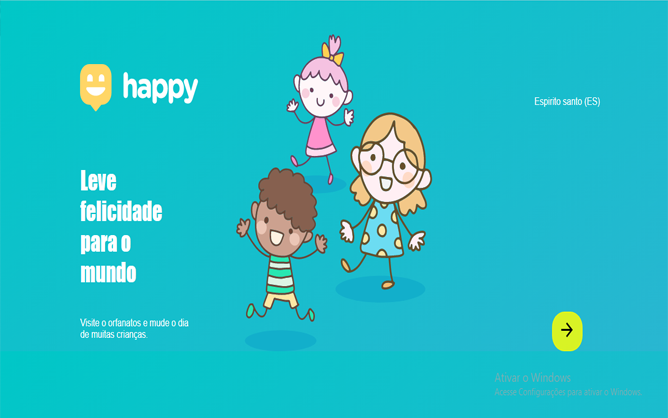 happy
Espirito santo (ES)
Leve
felicidade
para o
mundo
Visite o orfanatos e mude o dia
de muitas crianças.
Ativar o Windows
Acesse Configurações para ativar o Windows.